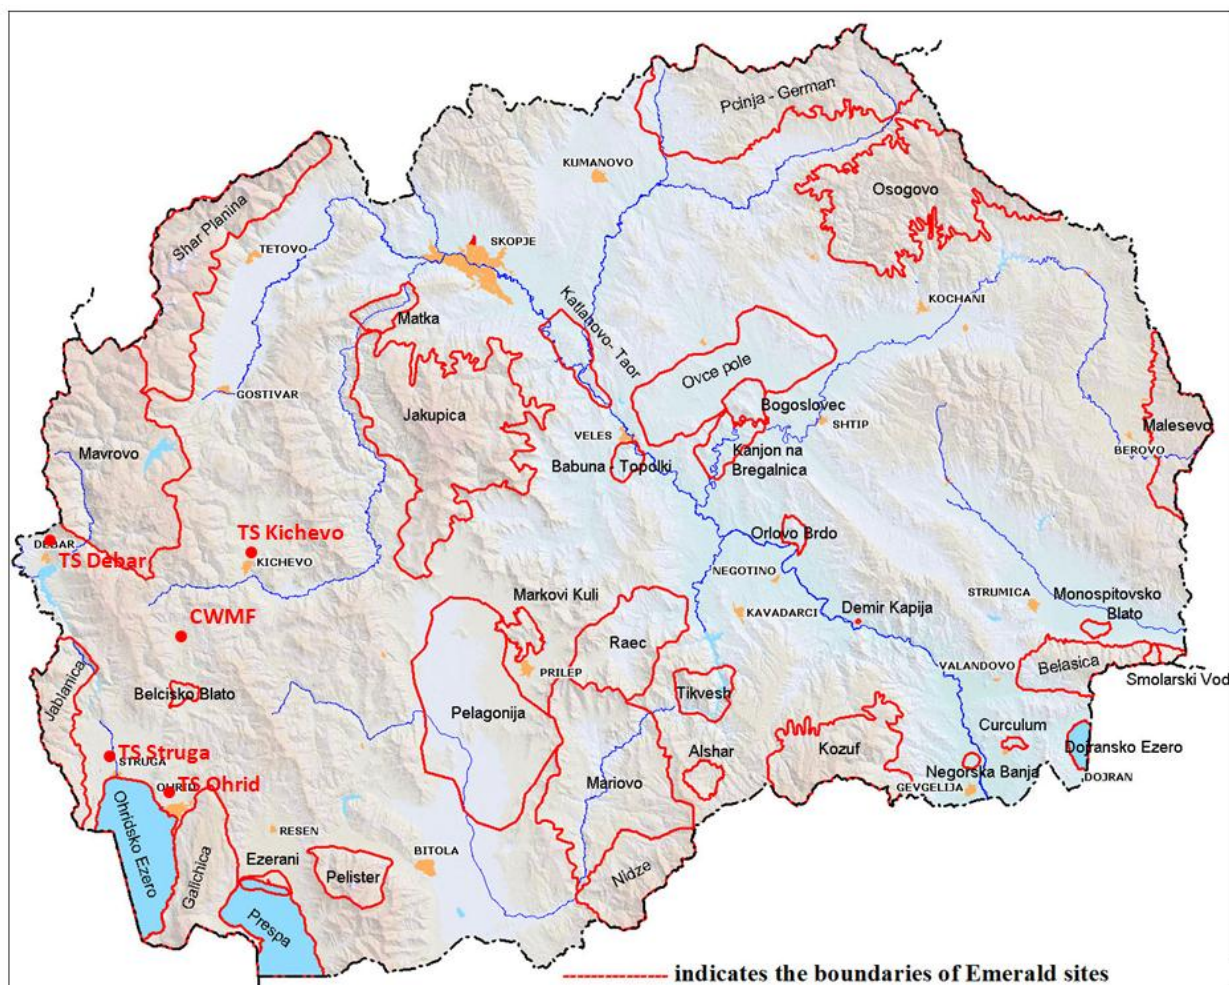 Pcinja - German
KUMANOVO
Osogovo
Shar Planina
TETOVO
SKOPJE
KOCHANI
Katlanovo- Taor
Matka
Ovce pole
GOSTIVAR
Jakupica
Bogoslovec
SHTIP
Malesevo
VELES
Mavrovo
Kanjon na
Bregalnica
BEROVO
Babuna - Topolki
TS Kichevo
Orlovo Brdo
DEBAR
TS Debar
KICHEVO
NEGOTINO
Markovi Kuli
STRUMICA
Monospitovsko
Blato
CWMF
KAVADARCI
Demir Kapija
Raec
Jablanica
PRILEP
VALANDOVO
Belasica
Smolarski Vod
Belcisko Blato
Tikvesh
Pelagonija
Curculum
TS Struga
STRUGA
Alshar
Kozuf
Dojransko Ezero
Negorska Banja
DOJRAN
OHRID
TS Ohrid
Mariovo
GEVGELIJA
Ohridsko Ezero
Galichica
RESEN
BITOLA
Ezerani
Pelister
Nidze
Prespa
indicates the boundaries of Emerald sites